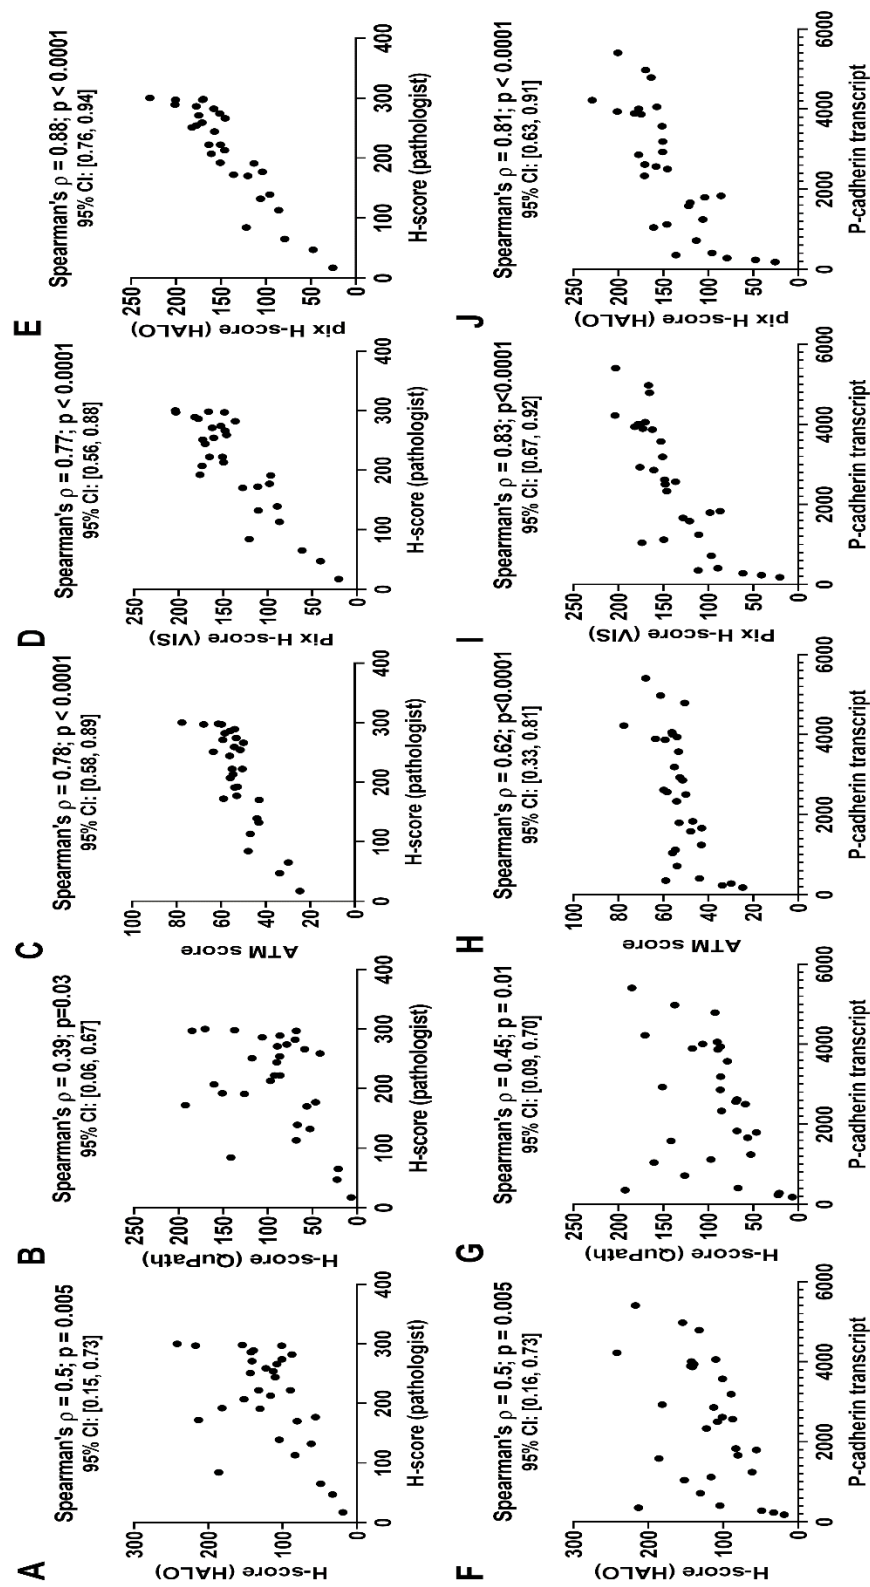 A
Spearman's ρ = 0.5; p = 0.005
95% CI: [0.15, 0.73]
H-score (HALO)
300
200
100
0
0 100 200 300 400
H-score (pathologist)
B
Spearman's ρ = 0.39; p=0.03
95% CI: [0.06, 0.67]
H-score (QuPath)
250
200
150
100
50
0
0 100 200 300 400
H-score (pathologist)
C
Spearman's ρ = 0.78; p < 0.0001
95% CI: [0.58, 0.89]
ATM score
100
80
60
40
20
0
0 100 200 300 400
H-score (pathologist)
D
Spearman's ρ = 0.77; p < 0.0001
95% CI: [0.56, 0.88]
Pix H-score (VIS)
250
200
150
100
50
0
0 100 200 300 400
H-score (pathologist)
E
Spearman's ρ = 0.88; p < 0.0001
95% CI: [0.76, 0.94]
pix H-score (HALO)
250
200
150
100
50
0
0 100 200 300 400
H-score (pathologist)
F
Spearman's ρ = 0.5; p = 0.005
95% CI: [0.16, 0.73]
H-score (HALO)
300
200
100
0
0 2000 4000 6000
P-cadherin transcript
G
Spearman's ρ = 0.45; p = 0.01
95% CI: [0.09, 0.70]
H-score (QuPath)
250
200
150
100
50
0
0 2000 4000 6000
P-cadherin transcript
H
Spearman's ρ = 0.62; p<0.0001
95% CI: [0.33, 0.81]
ATM score
100
80
60
40
20
0
0 2000 4000 6000
P-cadherin transcript
I
Spearman's ρ = 0.83; p<0.0001
95% CI: [0.67, 0.92]
Pix H-score (VIS)
250
200
150
100
50
0
0 2000 4000 6000
P-cadherin transcript
J
Spearman's ρ = 0.81; p < 0.0001
95% CI: [0.63, 0.91]
pix H-score (HALO)
250
200
150
100
50
0
0 2000 4000 6000
P-cadherin transcript